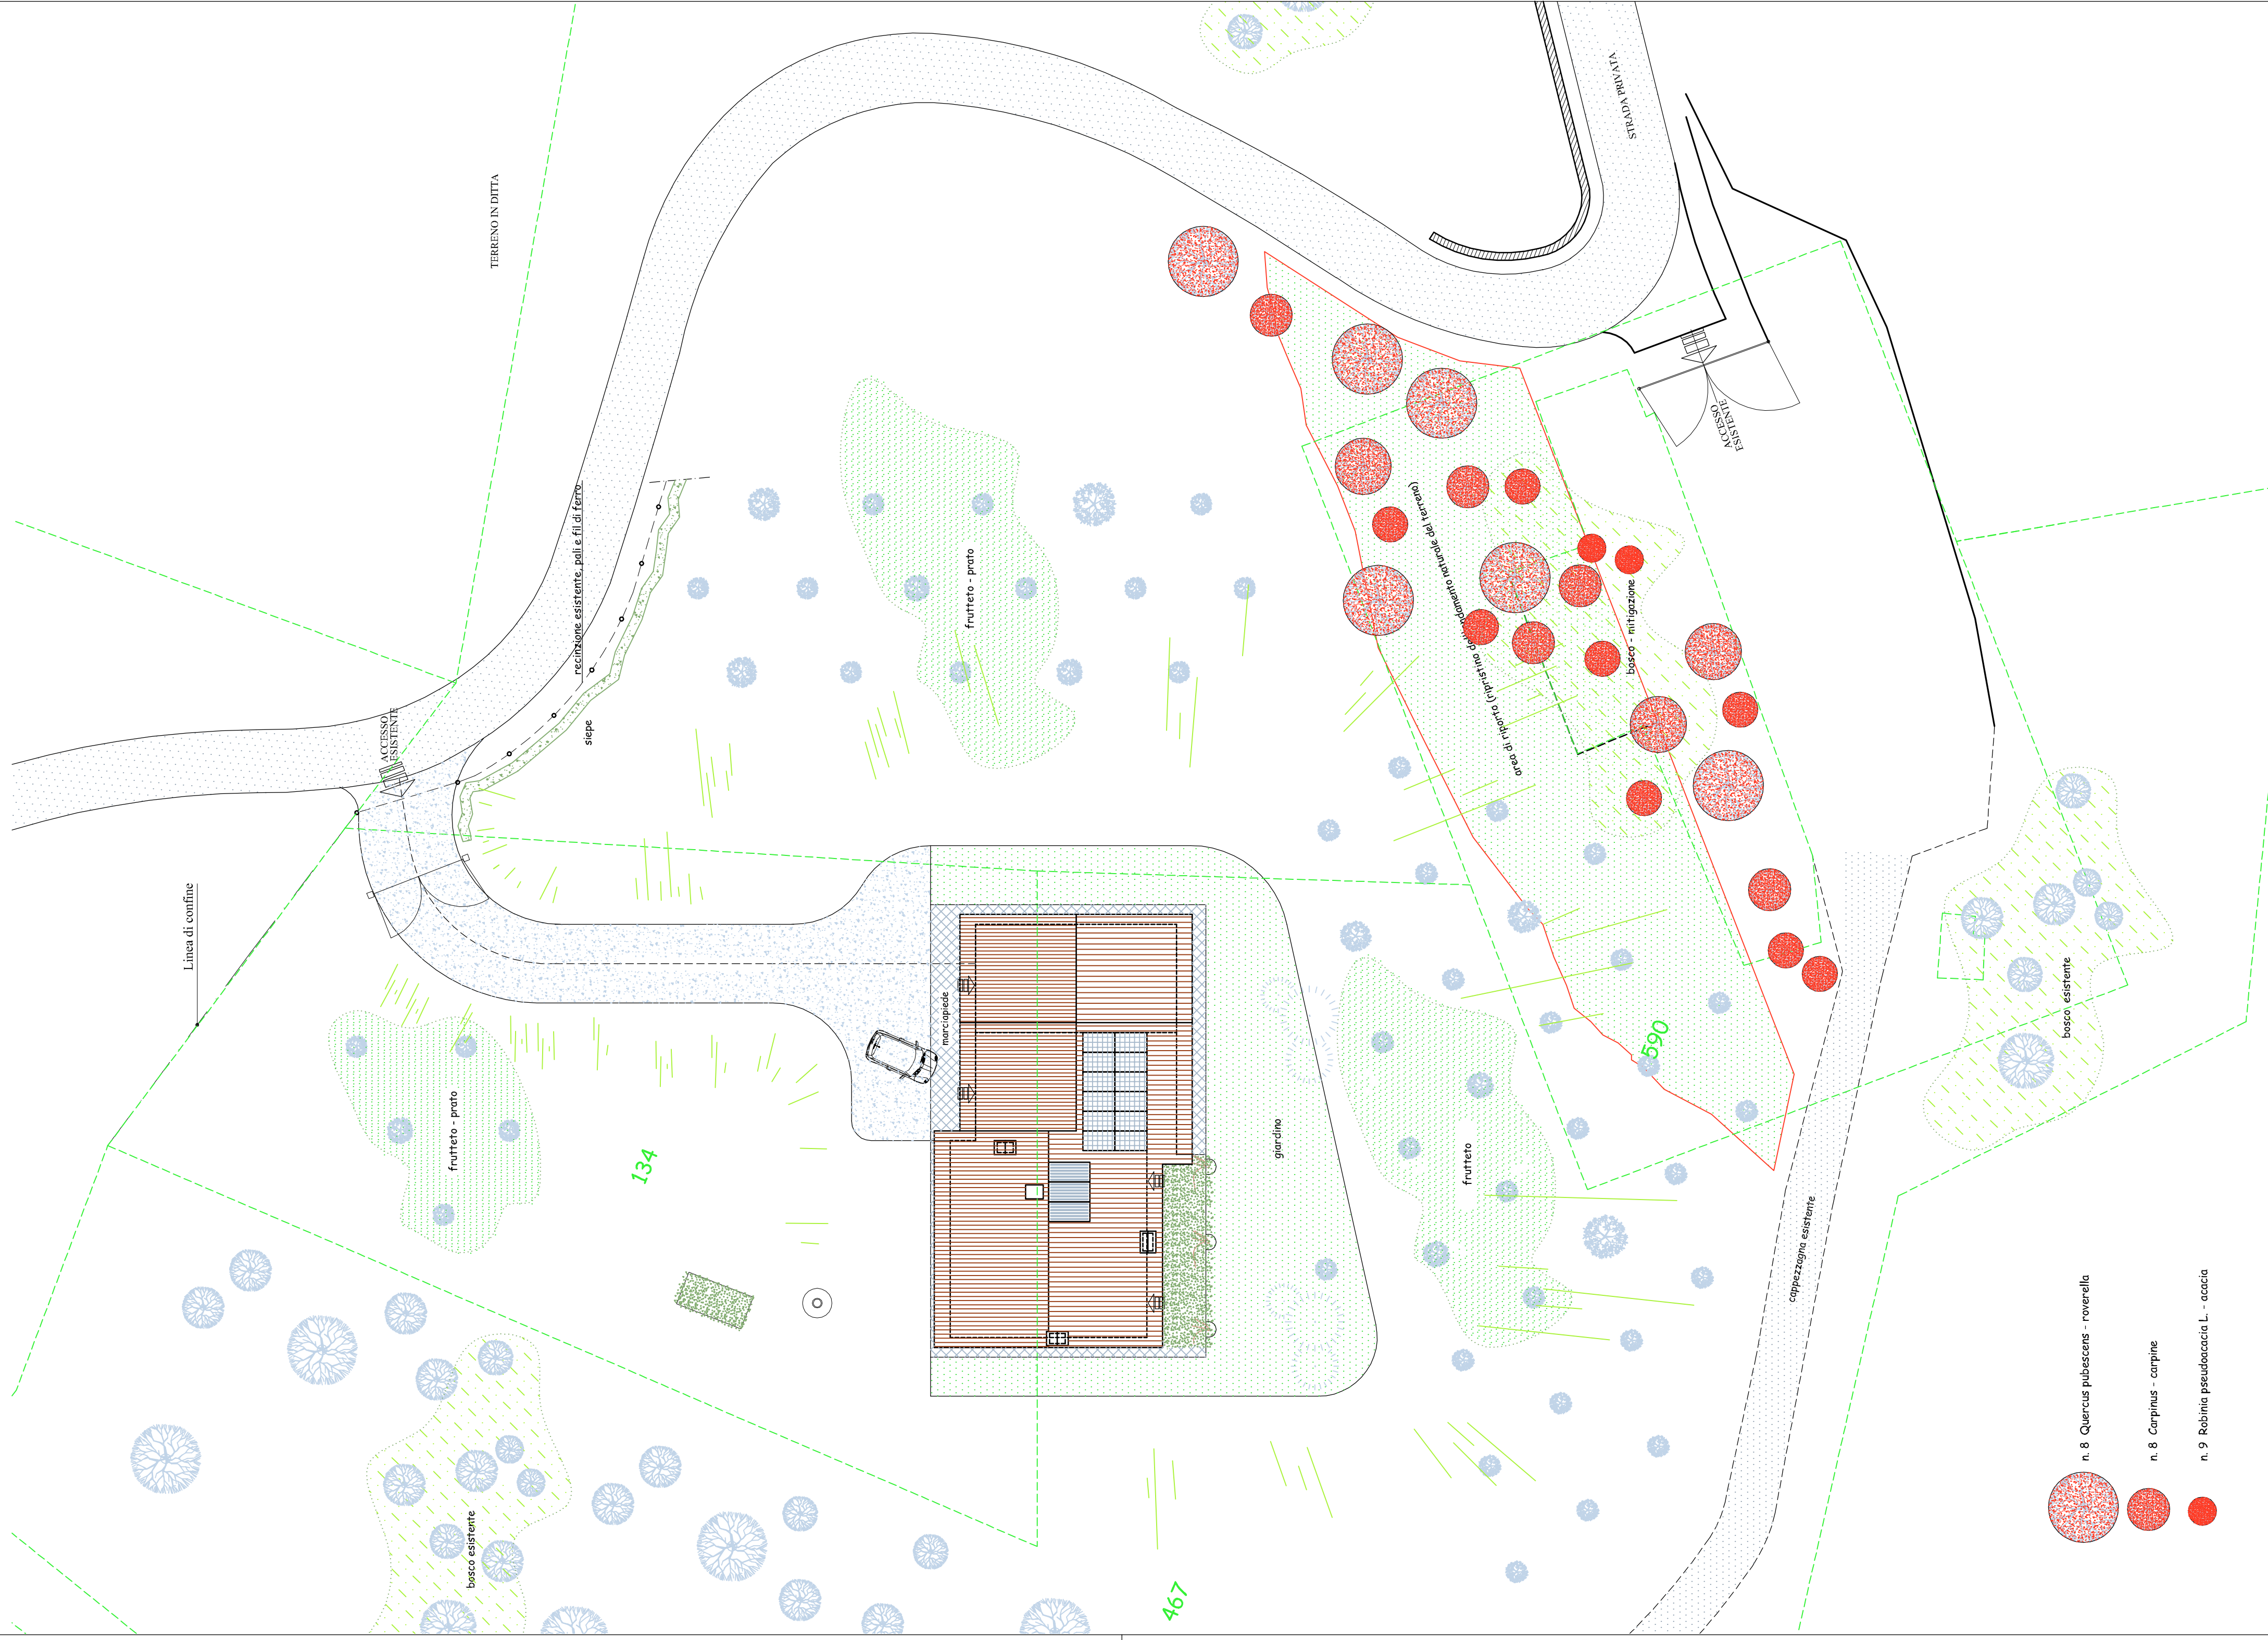 STRADA PRIVATA
TERRENO IN DITTA
ACCESSO
ESISTENTE
recinzione esistente, pali e fil di ferro
frutteto - prato
area di riporto (ripristino dell'andamento naturale del terreno)
bosco - mitigazione
siepe
ACCESSO
ESISTENTE
Linea di confine
marciapiede
bosco esistente
590
frutteto - prato
134
giardino
frutteto
cappezzagna esistente
bosco esistente
467
n. 8 Quercus pubescens - roverella
n. 8 Carpinus - carpine
n. 9 Robinia pseudoacacia L. - acacia